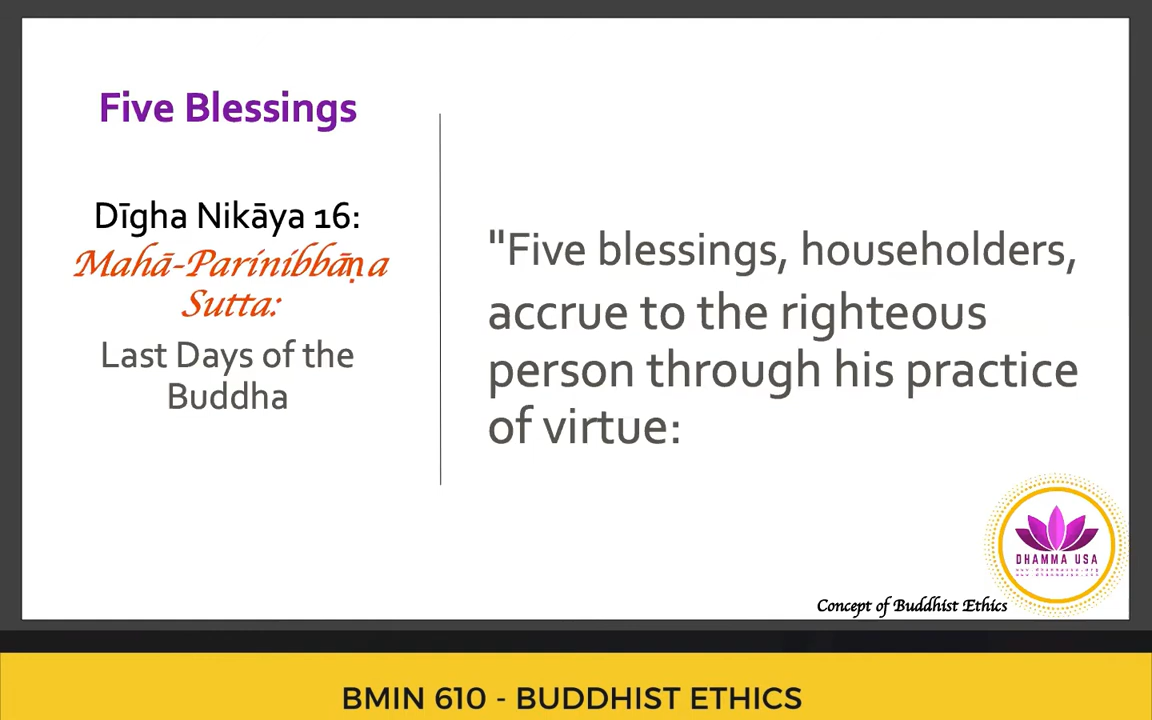 Five Blessings
Dīgha Nikāya 16:
Mahā-Parinibbāṇa
Sutta:
Last Days of the
Buddha
"Five blessings, householders,
accrue to the righteous
person through his practice
of virtue:
DHAMMA USA
Concept of Buddhist Ethics
BMIN 610 - BUDDHIST ETHICS